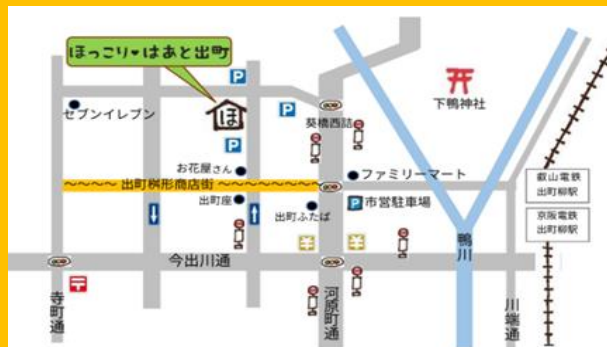 ほっこり♥はあと出町
P
下鴨神社
セブンイレブン
ほ
P
葵橋西詰
P
お花屋さん
ファミリーマート
叡山電鉄
出町柳駅
〜〜〜〜 出町桝形商店街 〜〜〜〜〜〜〜〜
出町座
出町ふたば
P 市営駐車場
京阪電鉄
出町柳駅
鴨川
今出川通
〒
寺町通
河原町通
川端通